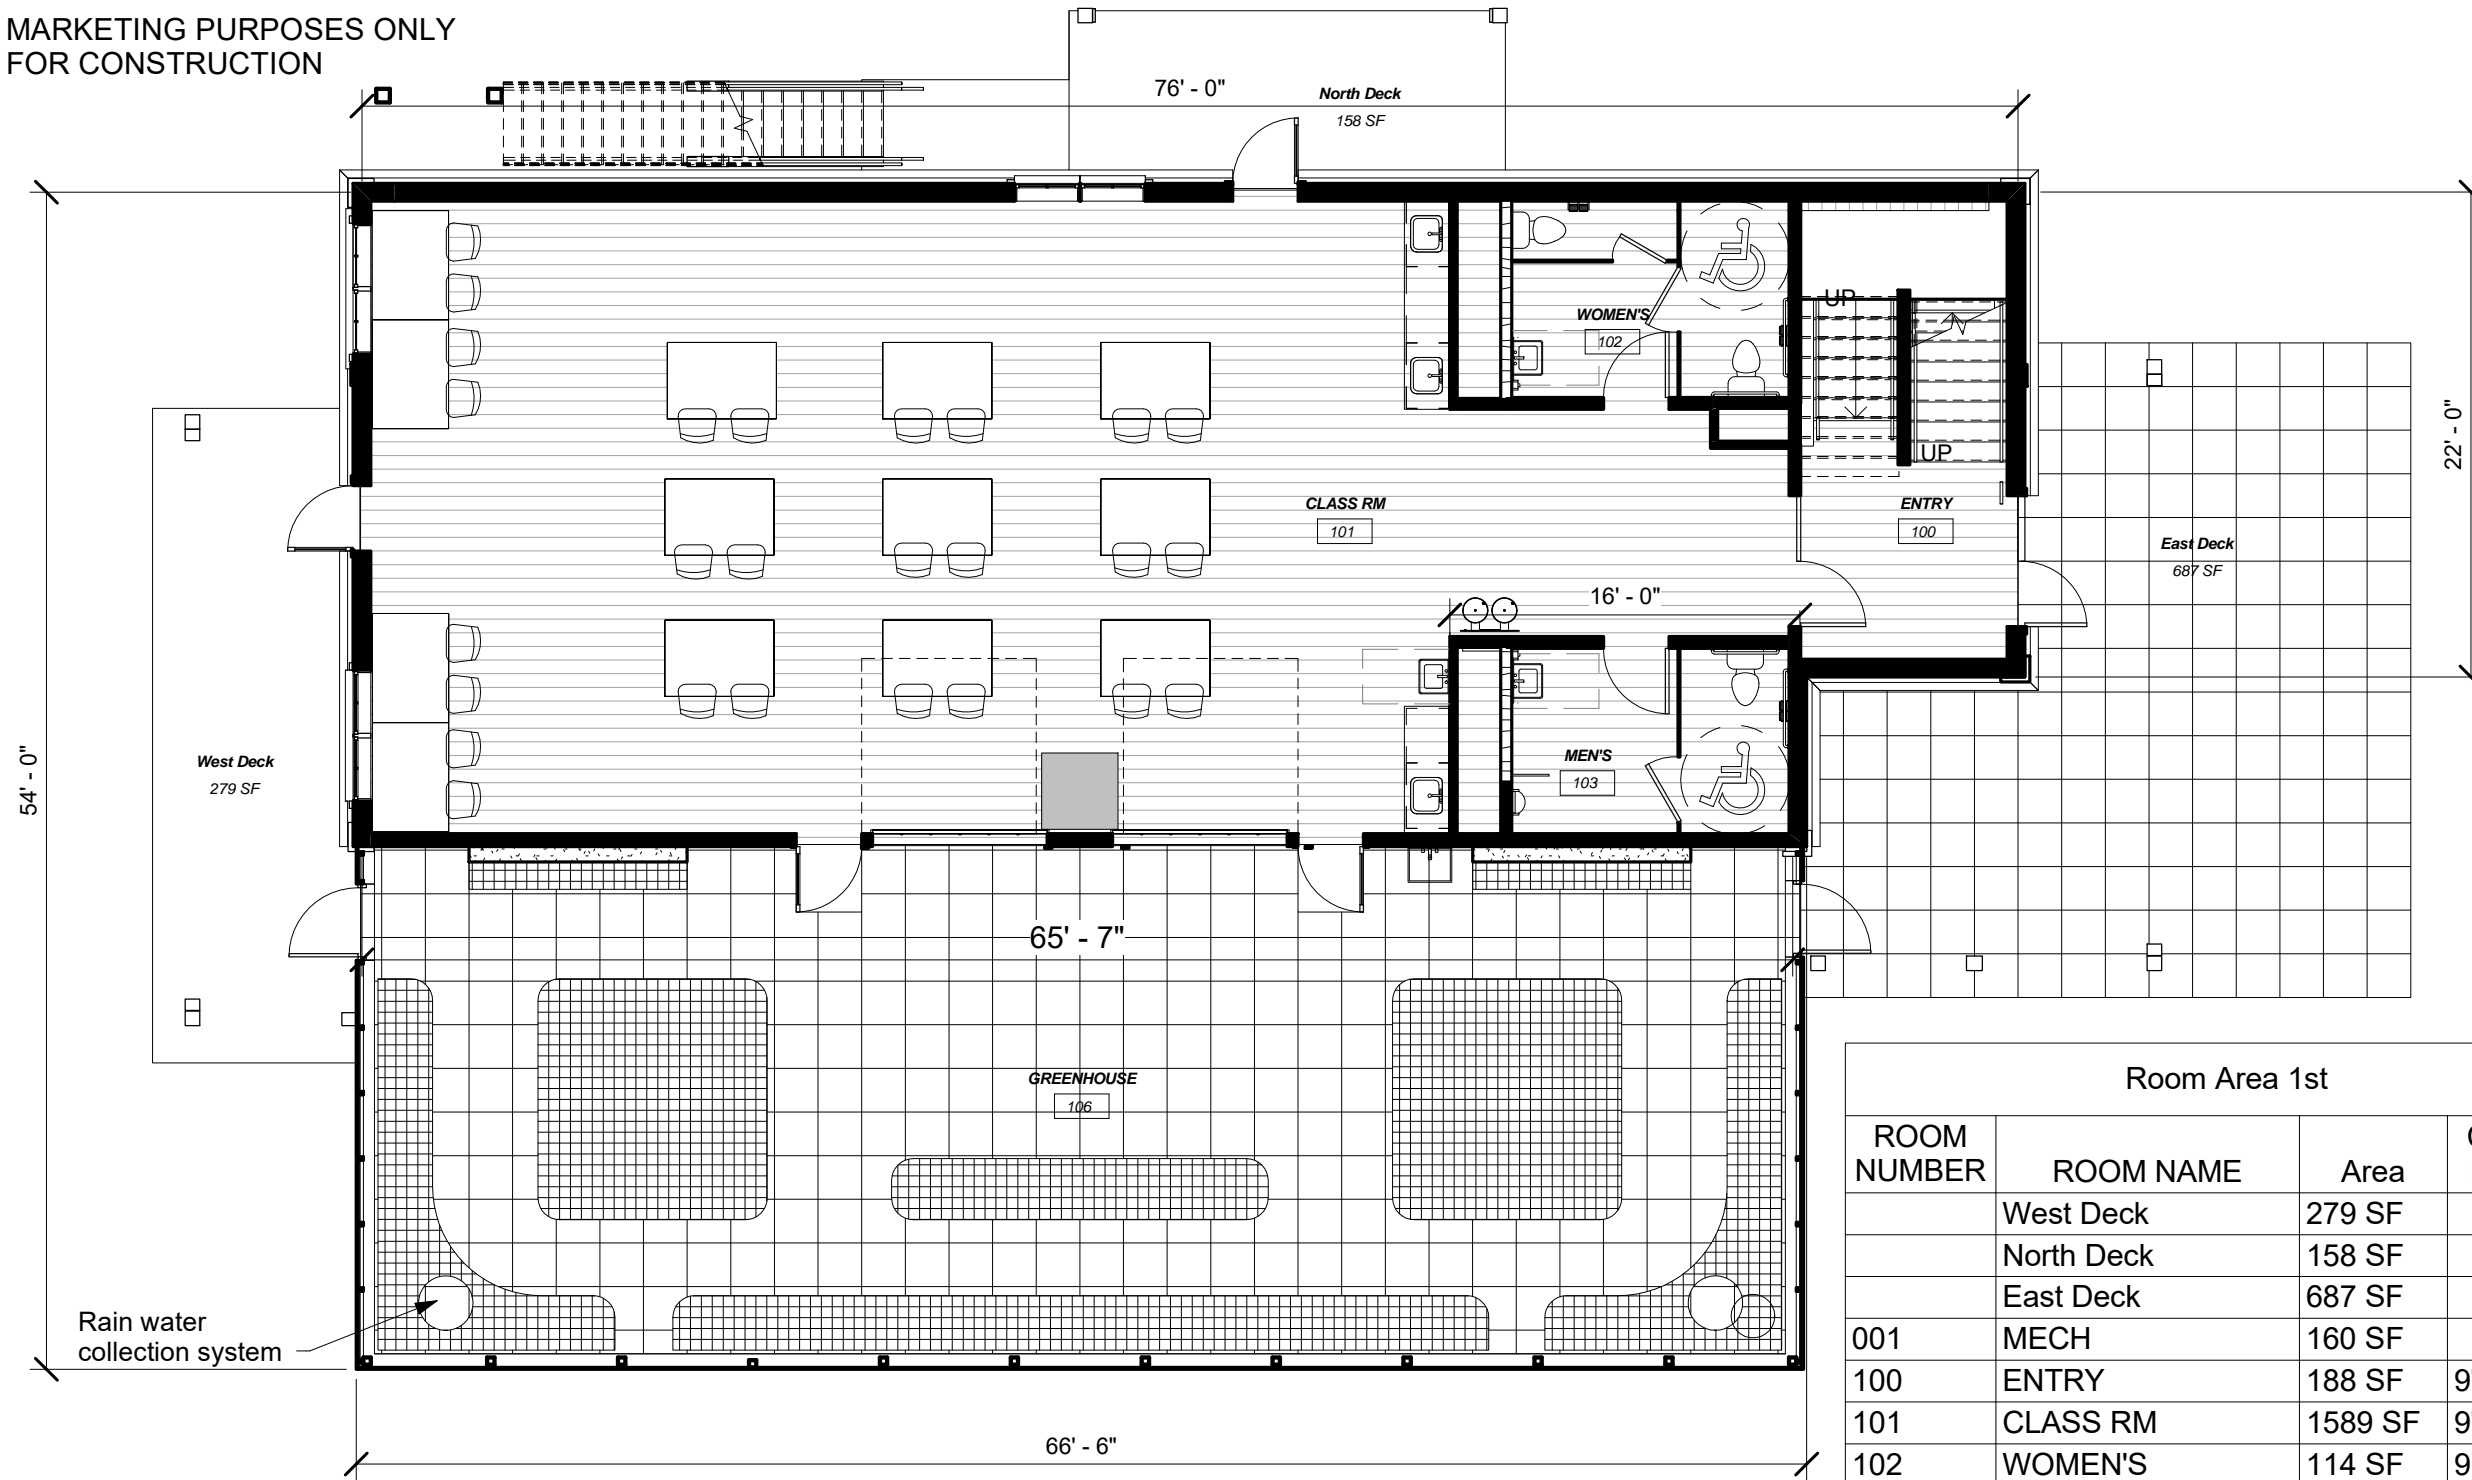 MARKETING PURPOSES ONLY
FOR CONSTRUCTION
76' - 0"
North Deck
158 SF
UP
WOMEN'S
102
22' - 0"
UP
CLASS RM
101
ENTRY
100
East Deck
687 SF
16' - 0"
54' - 0"
West Deck
279 SF
MEN'S
103
65' - 7"
GREENHOUSE
106
Rain water
collection system
66' - 6"
Room Area 1st
ROOM NUMBER ROOM NAME Area
West Deck 279 SF
North Deck 158 SF
East Deck 687 SF
001 MECH 160 SF
100 ENTRY 188 SF 9'
101 CLASS RM 1589 SF 9'
102 WOMEN'S 114 SF 9'